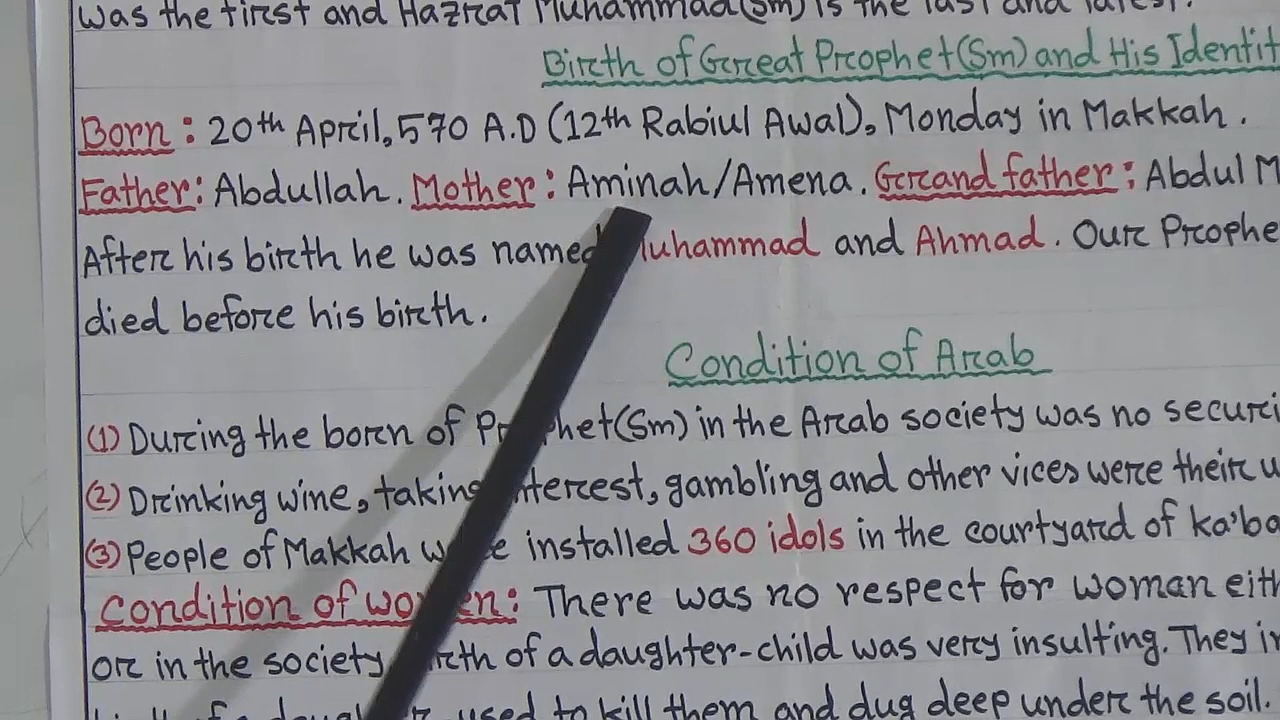 was the first and Hazrat Muhammad(Sm) is the last and latest.
Birth of Great Prophet(Sm) and His Identit
Born: 20th April, 570 A.D (12th Rabiul Awal), Monday in Makkah.
Father: Abdullah. Mother: Aminah/Amena. Grand father: Abdul M
After his birth he was named uhammad and Ahmad. Our Prophe
died before his birth.
Condition of Arab
(1) During the born of Pr het(Sm) in the Arab society was no securi
(2) Drinking wine, taking nterest, gambling and other vices were their u
(3) People of Makkah w e installed 360 idols in the courtyard of ka'ba
Condition of wo en: There was no respect for woman eith
or in the society irth of a daughter-child was very insulting. They i
used to kill them and dug deep under the soil.